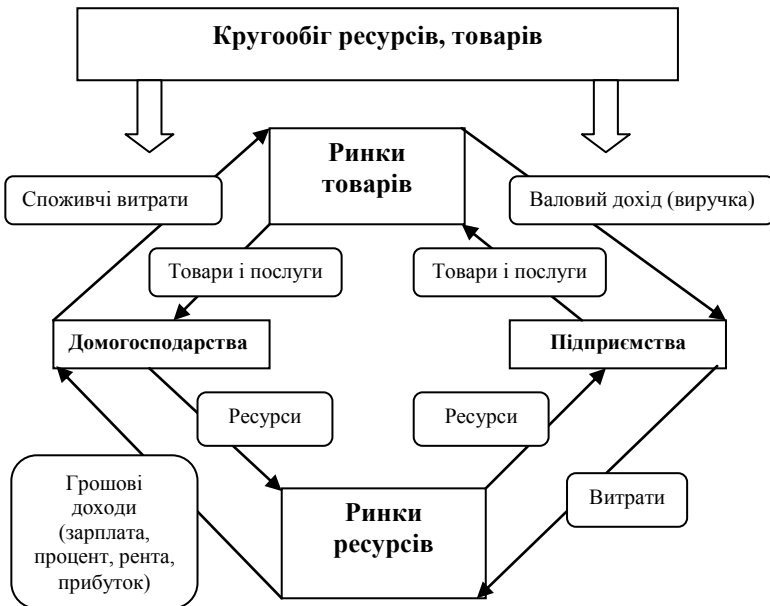 Кругообіг ресурсів, товарів
Ринки
товарів
Споживчі витрати
Валовий дохід (виручка)
Товари і послуги
Товари і послуги
Домогосподарства
Підприємства
Ресурси
Ресурси
Грошові
доходи
(зарплата,
процент, рента,
прибуток)
Ринки
ресурсів
Витрати